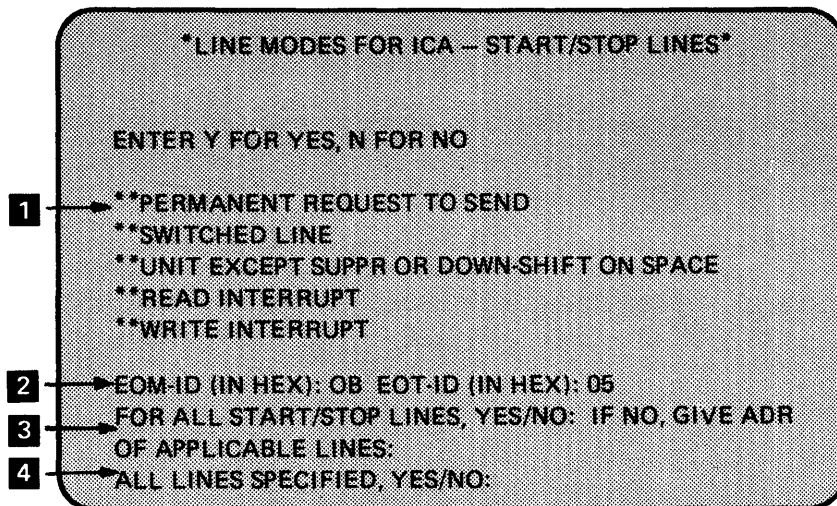 *LINE MODES FOR ICA — START/STOP LINES*
ENTER Y FOR YES, N FOR NO
1 **PERMANENT REQUEST TO SEND
**SWITCHED LINE
**UNIT EXCEPT SUPPR OR DOWN-SHIFT ON SPACE
**READ INTERRUPT
**WRITE INTERRUPT
2 EOM-ID (IN HEX): OB EOT-ID (IN HEX): 05
3 FOR ALL START/STOP LINES, YES/NO: IF NO, GIVE ADR
OF APPLICABLE LINES:
4 ALL LINES SPECIFIED, YES/NO: